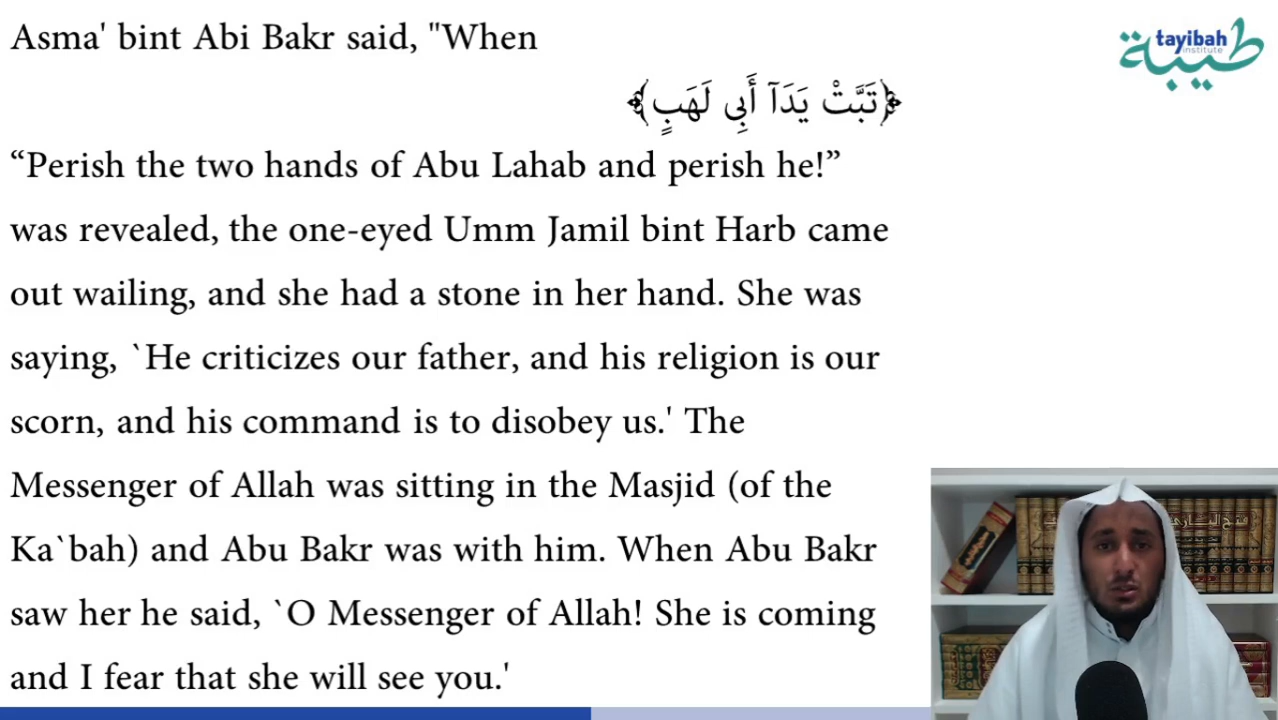 Asma' bint Abi Bakr said, "When
﴿تَبَّتْ يَدَآ أَبِى لَهَبٍ﴾
“Perish the two hands of Abu Lahab and perish he!”
was revealed, the one-eyed Umm Jamil bint Harb came
out wailing, and she had a stone in her hand. She was
saying, `He criticizes our father, and his religion is our
scorn, and his command is to disobey us.' The
Messenger of Allah was sitting in the Masjid (of the
Ka`bah) and Abu Bakr was with him. When Abu Bakr
saw her he said, `O Messenger of Allah! She is coming
and I fear that she will see you.'
طيبة
tayibah
institute
فتح الباري